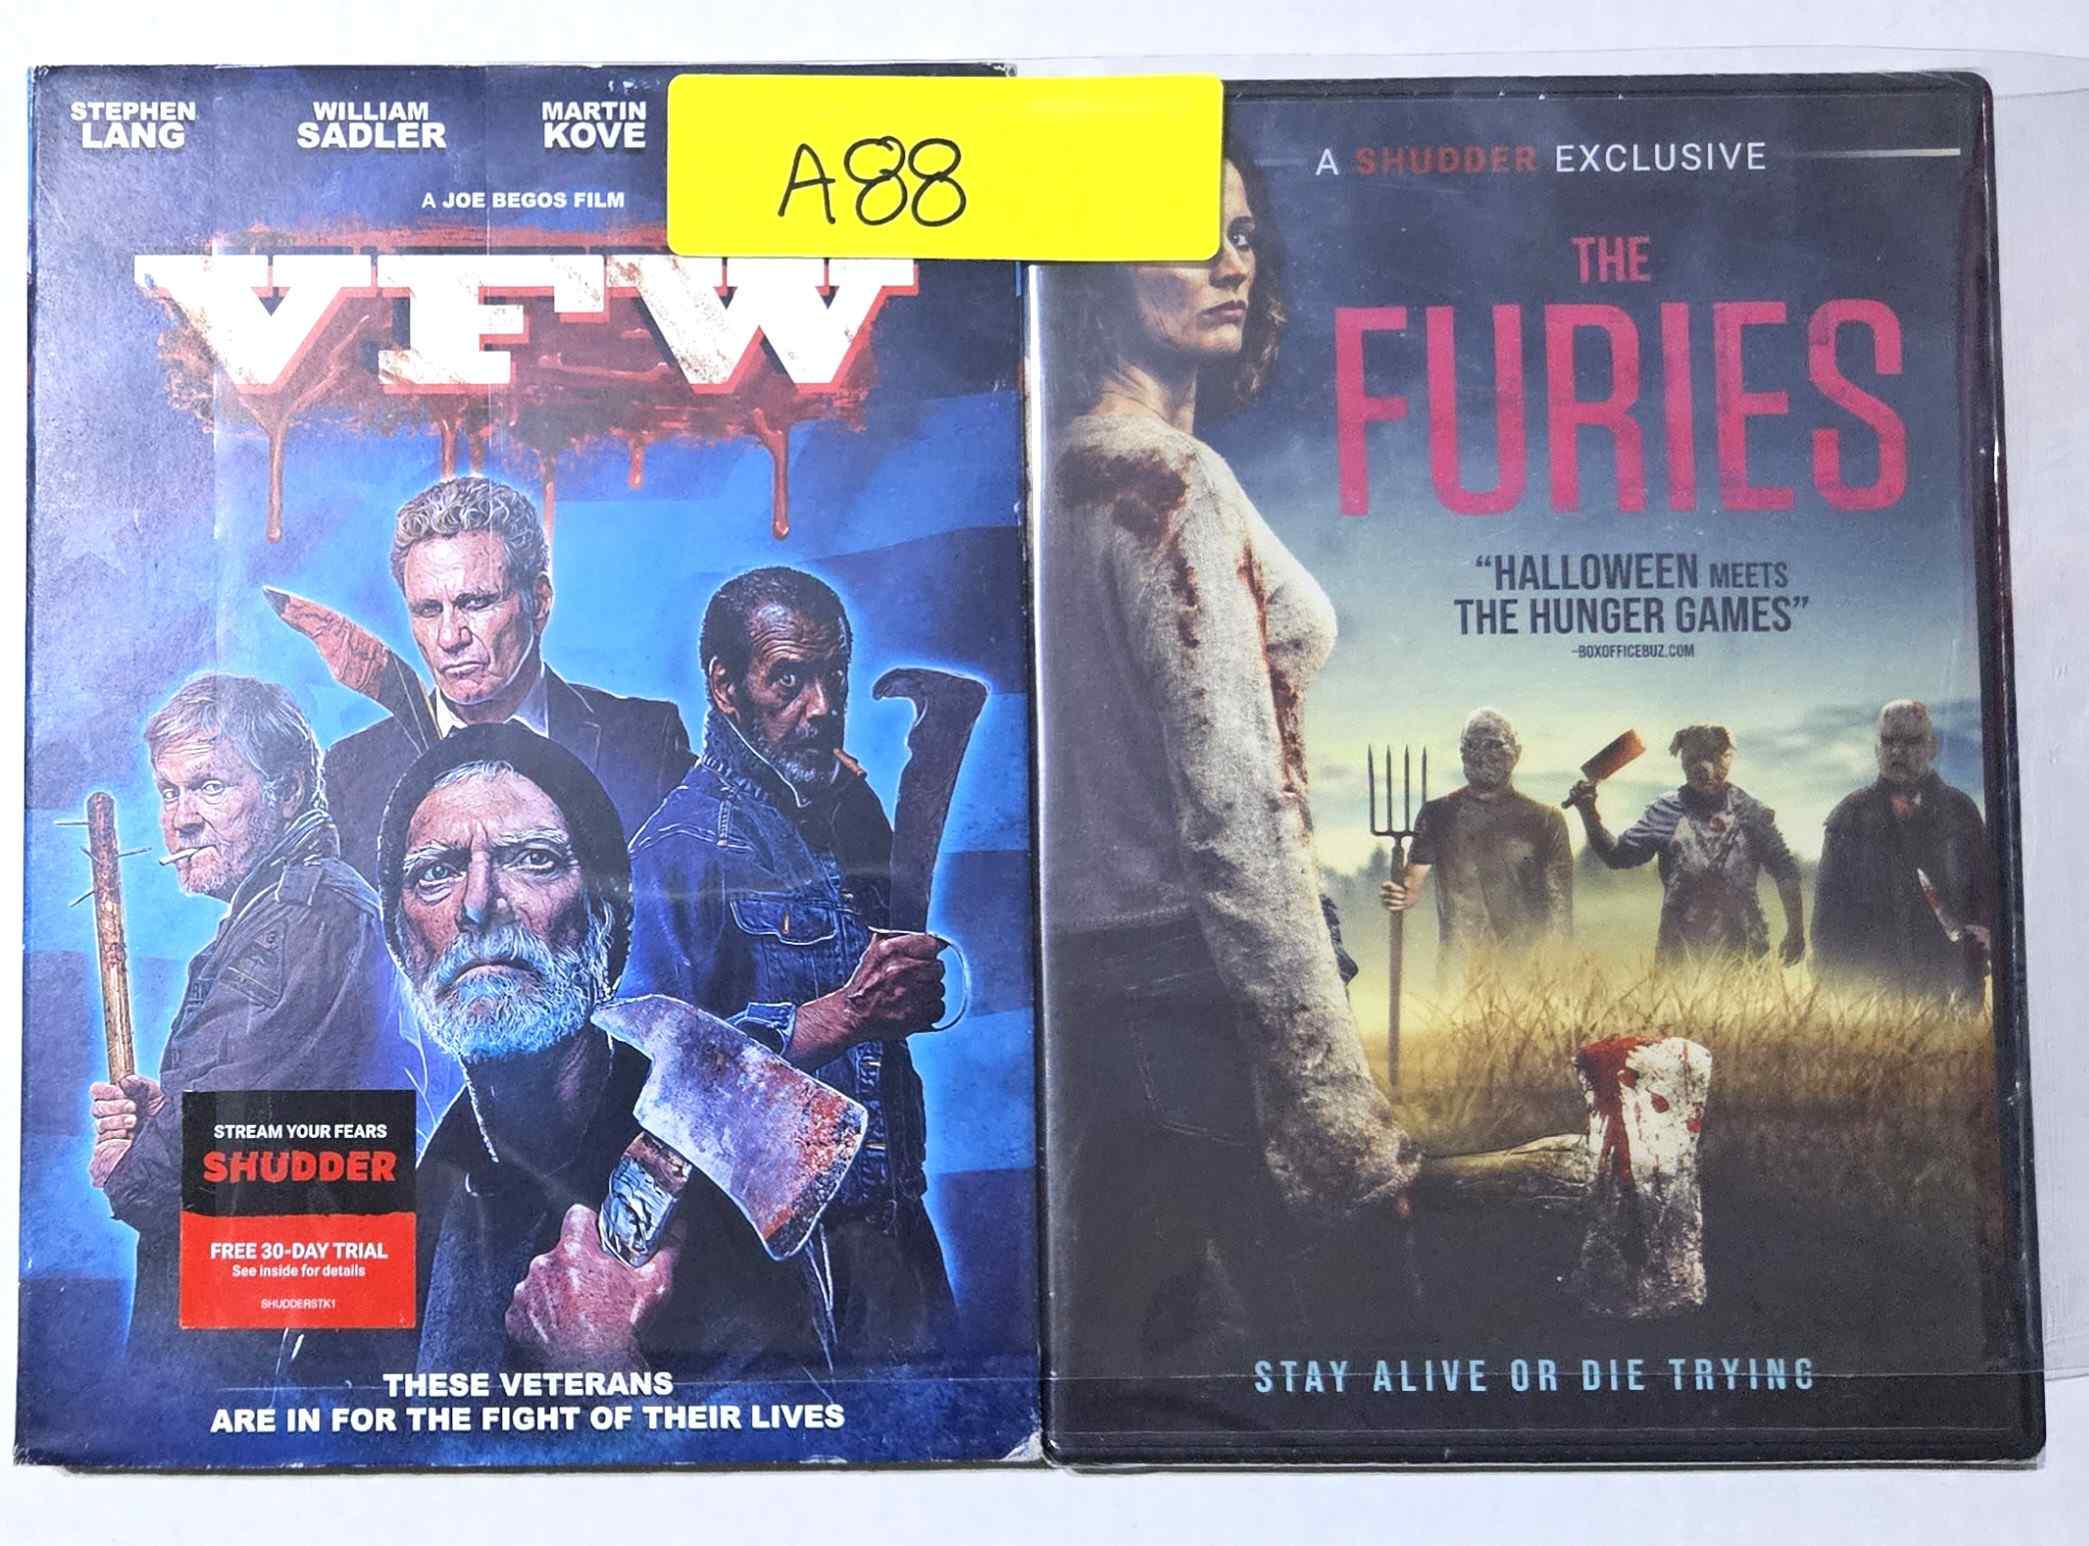 STEPHEN LANG
WILLIAM SADLER
MARTIN KOVE
A JOE BEGOS FILM
VFW
STREAM YOUR FEARS
SHUDDER
FREE 30-DAY TRIAL
See inside for details
SHUDDERSTK1
THESE VETERANS
ARE IN FOR THE FIGHT OF THEIR LIVES
A88
A SHUDDER EXCLUSIVE
THE
FURIES
“HALLOWEEN MEETS
THE HUNGER GAMES”
-BOXOFFICEBUZ.COM
STAY ALIVE OR DIE TRYING